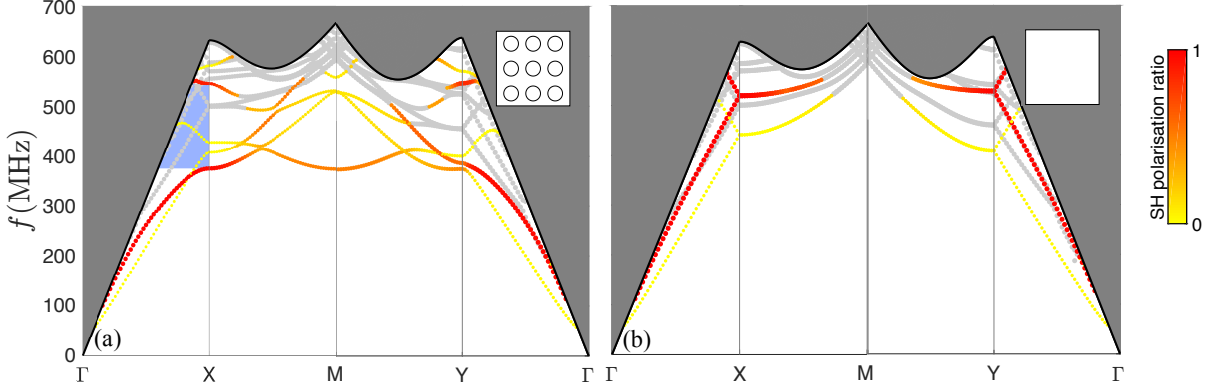 700
600
500
400
300
200
100
0
f (MHz)
(a)
Γ X M Y Γ
(b)
Γ X M Y Γ
1
0
SH polarisation ratio